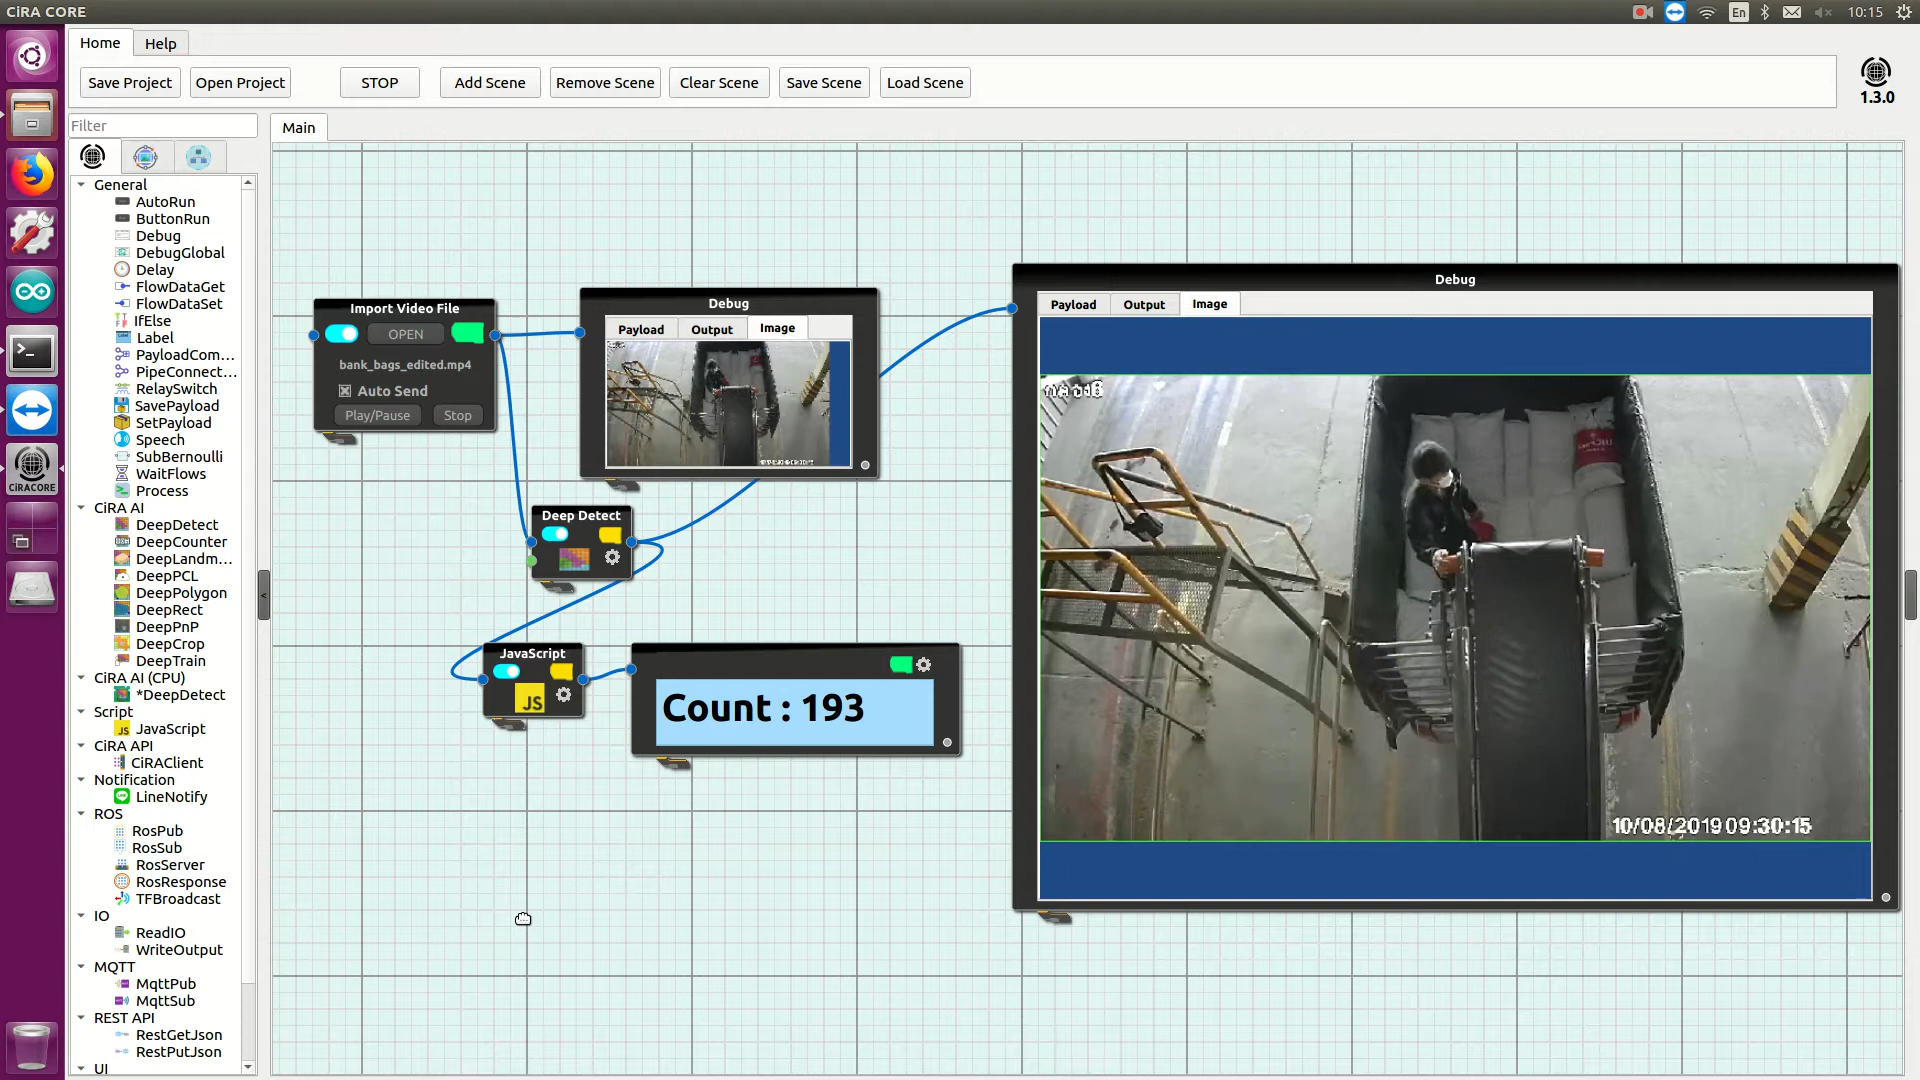 CiRA CORE
En
10:15
Home
Help
Save Project
Open Project
STOP
Add Scene
Remove Scene
Clear Scene
Save Scene
Load Scene
1.3.0
Filter
Main
General
AutoRun
ButtonRun
Debug
DebugGlobal
Delay
FlowDataGet
FlowDataSet
IfElse
Label
PayloadCom...
PipeConnect...
RelaySwitch
SavePayload
SetPayload
Speech
SubBernoulli
WaitFlows
Process
CiRA AI
DeepDetect
DeepCounter
DeepLandm...
DeepPCL
DeepPolygon
DeepRect
DeepPnP
DeepCrop
DeepTrain
CiRA AI (CPU)
*DeepDetect
Script
JavaScript
CiRA API
CiRAClient
Notification
LineNotify
ROS
RosPub
RosSub
RosServer
RosResponse
TFBroadcast
IO
ReadIO
WriteOutput
MQTT
MqttPub
MqttSub
REST API
RestGetJson
RestPutJson
UI
CiRACORE
<
Import Video File
OPEN
bank_bags_edited.mp4
Auto Send
Play/Pause
Stop
Debug
Payload
Output
Image
Deep Detect
JavaScript
JS
Count : 193
Debug
Payload
Output
Image
10/08/2019 09:30:15